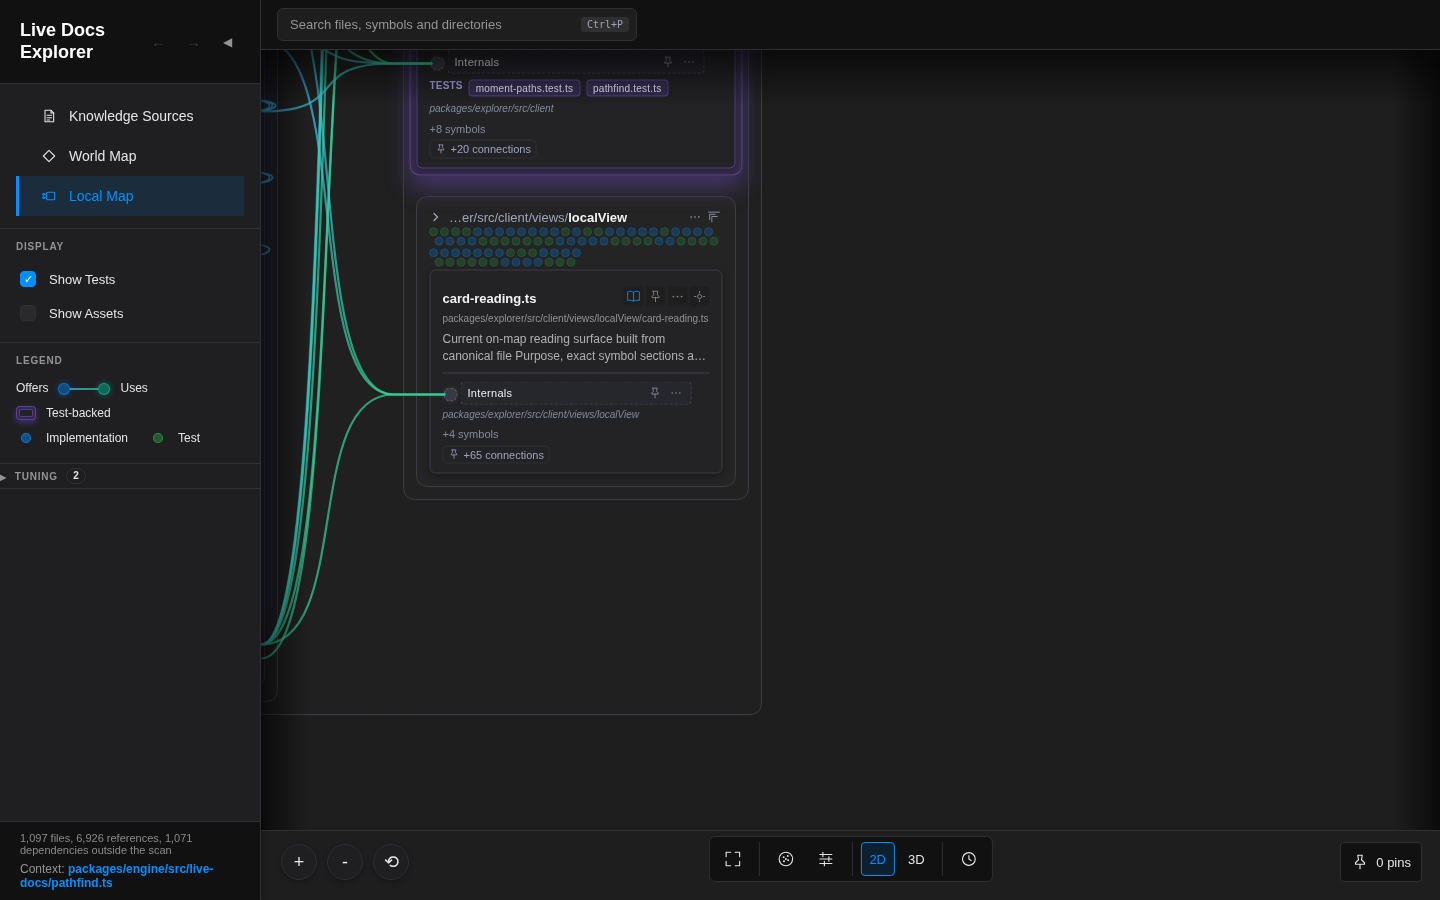 Live Docs
Explorer
Search files, symbols and directories
Ctrl+P
Knowledge Sources
World Map
Local Map
DISPLAY
Show Tests
Show Assets
LEGEND
Offers
Uses
Test-backed
Implementation
Test
TUNING 2
1,097 files, 6,926 references, 1,071
dependencies outside the scan
Context: packages/engine/src/live-
docs/pathfind.ts
Internals
TESTS moment-paths.test.ts pathfind.test.ts
packages/explorer/src/client
+8 symbols
+20 connections
…er/src/client/views/localView
card-reading.ts
packages/explorer/src/client/views/localView/card-reading.ts
Current on-map reading surface built from
canonical file Purpose, exact symbol sections a…
Internals
packages/explorer/src/client/views/localView
+4 symbols
+65 connections
+
-
2D
3D
0 pins